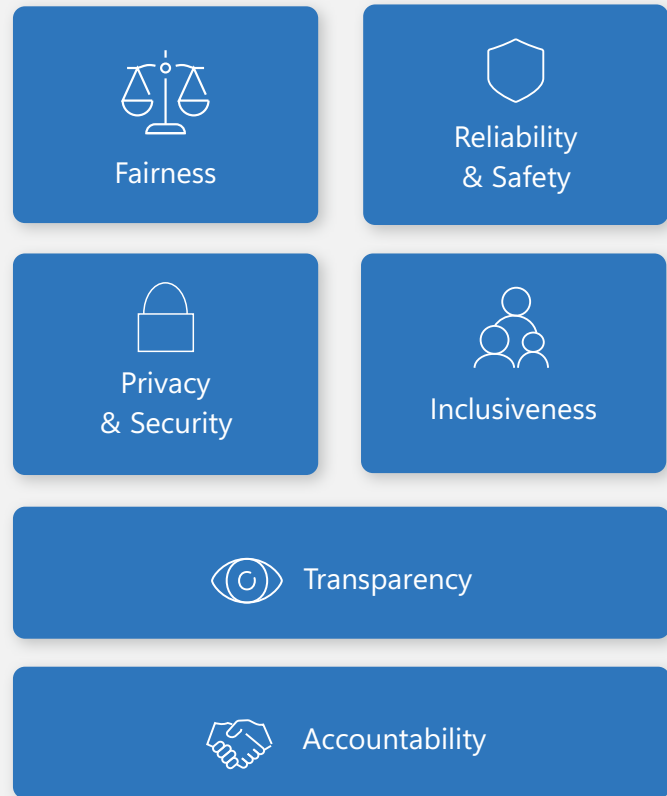 Fairness
Reliability
& Safety
Privacy
& Security
Inclusiveness
Transparency
Accountability